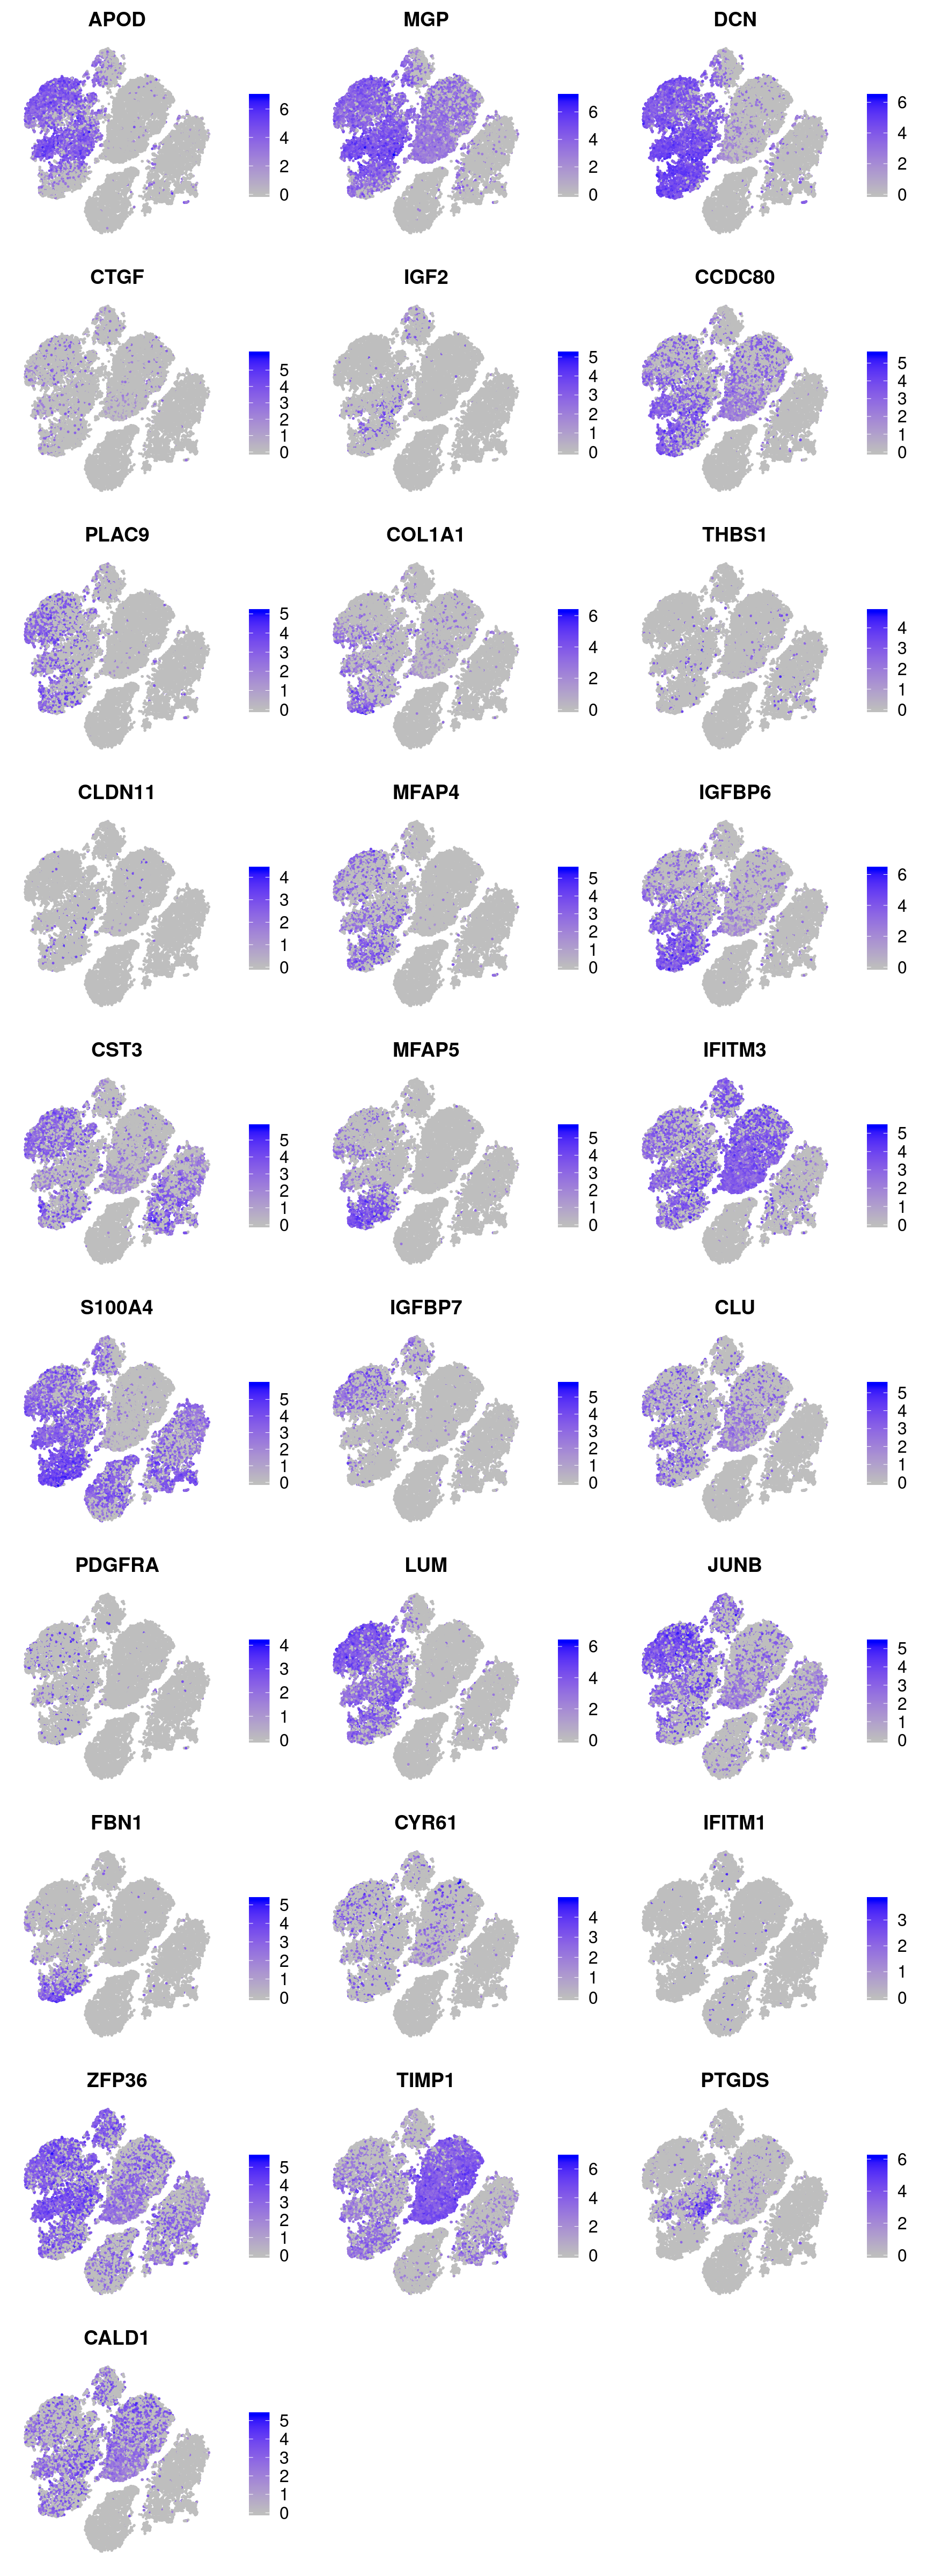 APOD MGP DCN
6 6 6
4 4 4
2 2 2
0 0 0
CTGF IGF2 CCDC80
5 5 5
4 4 4
3 3 3
2 2 2
1 1 1
0 0 0
PLAC9 COL1A1 THBS1
5 6 4
4 4 3
3 2 2
2 0 1
1 0
0
CLDN11 MFAP4 IGFBP6
4 5 6
3 4 4
2 3 2
1 2 0
0 1
0
CST3 MFAP5 IFITM3
5 5 5
4 4 4
3 3 3
2 2 2
1 1 1
0 0 0
S100A4 IGFBP7 CLU
5 5 5
4 4 4
3 3 3
2 2 2
1 1 1
0 0 0
PDGFRA LUM JUNB
4 6 5
3 4 4
2 2 3
1 0 2
0 1
0
FBN1 CYR61 IFITM1
5 4 3
4 3 2
3 2 1
2 1 0
1 0
0
ZFP36 TIMP1 PTGDS
5 6 6
4 4 4
3 2 2
2 0 0
1
0
CALD1
5
4
3
2
1
0